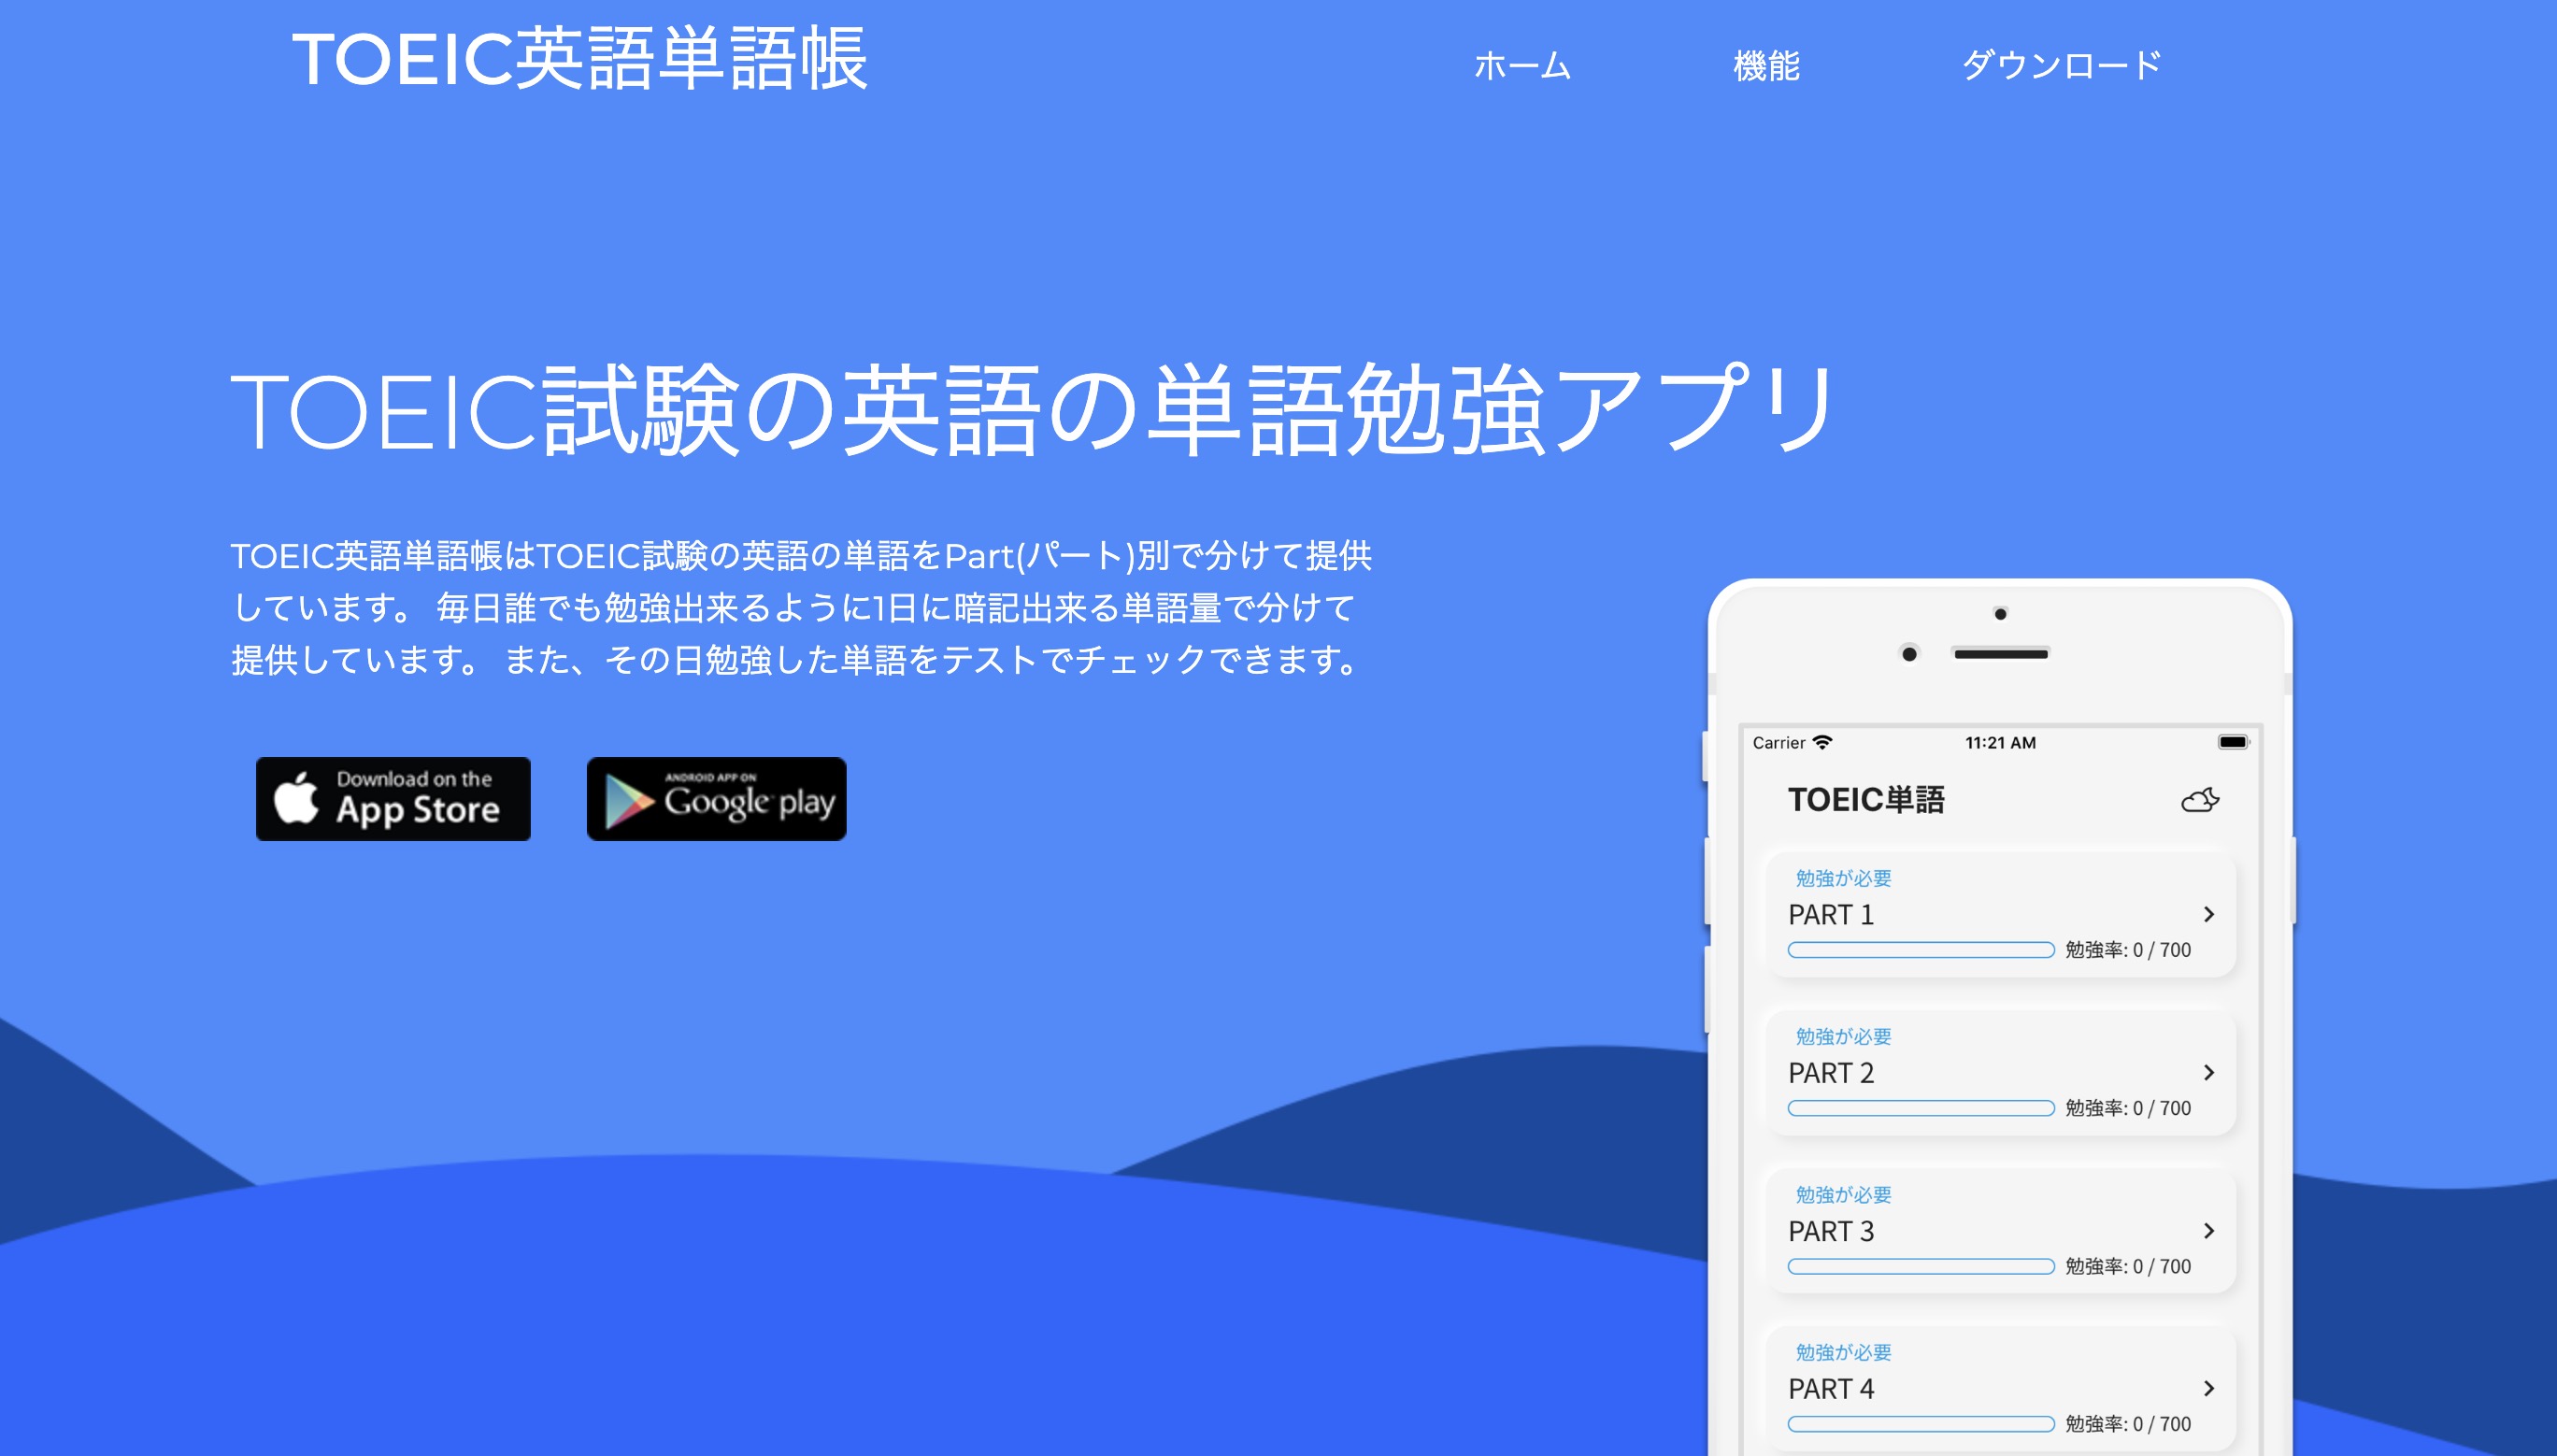 TOEIC英語単語帳
ホーム 機能 ダウンロード
TOEIC試験の英語の単語勉強アプリ
TOEIC英語単語帳はTOEIC試験の英語の単語をPart(パート)別で分けて提供
しています。 毎日誰でも勉強出来るように1日に暗記出来る単語量で分けて
提供しています。 また、その日勉強した単語をテストでチェックできます。
Download on the
App Store
ANDROID APP ON
Google play
Carrier 11:21 AM
TOEIC単語
勉強が必要
PART 1
勉強率: 0 / 700
勉強が必要
PART 2
勉強率: 0 / 700
勉強が必要
PART 3
勉強率: 0 / 700
勉強が必要
PART 4
勉強率: 0 / 700